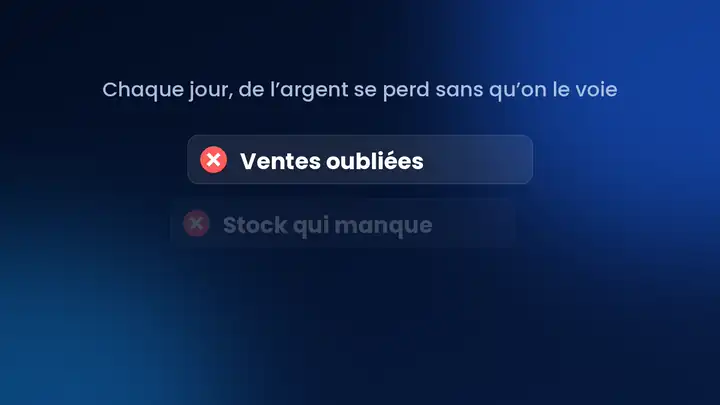 Chaque jour, de l’argent se perd sans qu’on le voie
Ventes oubliées
Stock qui manque